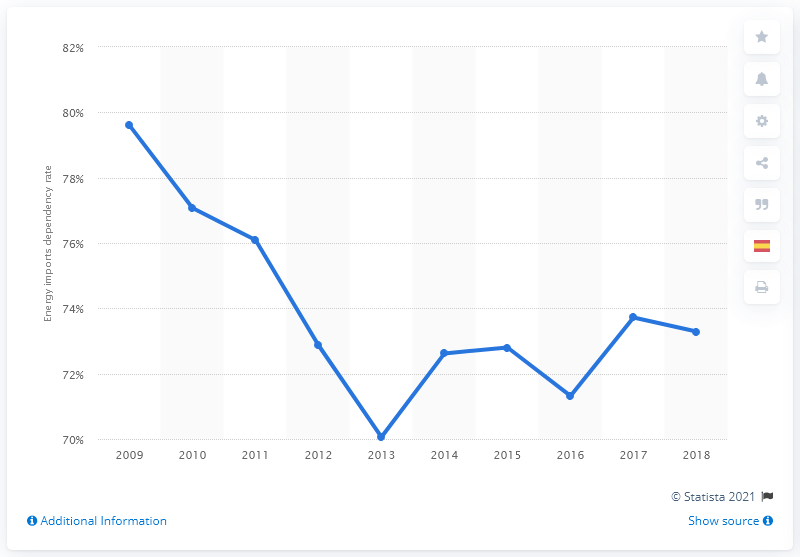 82%
80%
78%
76%
74%
72%
70%
Energy imports dependency rate
2009 2010 2011 2012 2013 2014 2015 2016 2017 2018
© Statista 2021
Additional Information
Show source